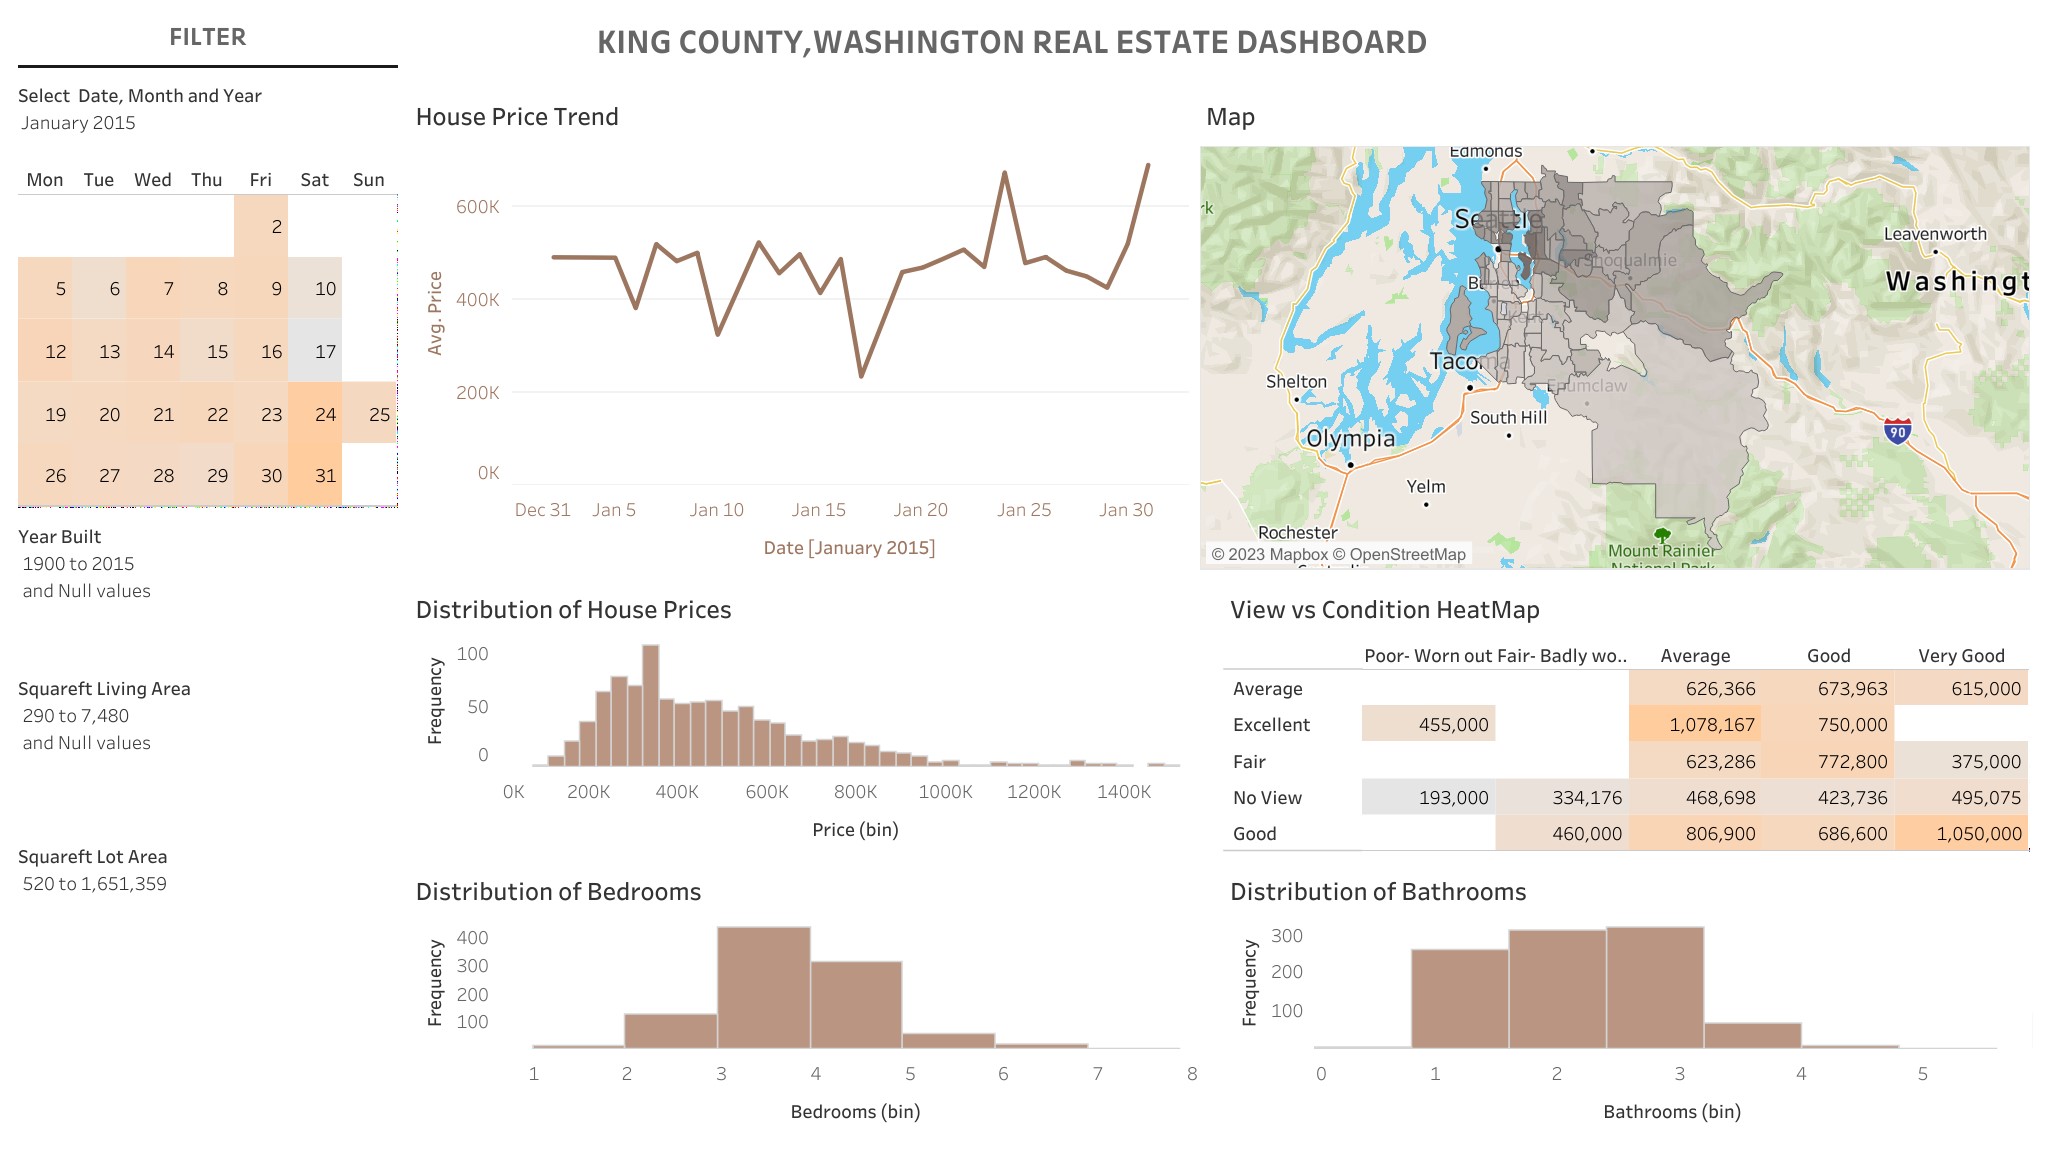 FILTER
KING COUNTY,WASHINGTON REAL ESTATE DASHBOARD
Select Date, Month and Year
January 2015
Mon Tue Wed Thu Fri Sat Sun
2
5 6 7 8 9 10
12 13 14 15 16 17
19 20 21 22 23 24 25
26 27 28 29 30 31
Year Built
1900 to 2015
and Null values
Squareft Living Area
290 to 7,480
and Null values
Squareft Lot Area
520 to 1,651,359
House Price Trend
Avg. Price
600K
400K
200K
0K
Dec 31 Jan 5 Jan 10 Jan 15 Jan 20 Jan 25 Jan 30
Date [January 2015]
Map
Edmonds
rk
Seattle
Leavenworth
Snoqualmie
Washingt
Kent
Tacoma
Shelton
Enumclaw
South Hill
Olympia
90
Yelm
Rochester
Mount Rainier
National Park
© 2023 Mapbox © OpenStreetMap
Distribution of House Prices
Frequency
100
50
0
0K 200K 400K 600K 800K 1000K 1200K 1400K
Price (bin)
View vs Condition HeatMap
Poor- Worn out Fair- Badly wo.. Average Good Very Good
Average 626,366 673,963 615,000
Excellent 455,000 1,078,167 750,000
Fair 623,286 772,800 375,000
No View 193,000 334,176 468,698 423,736 495,075
Good 460,000 806,900 686,600 1,050,000
Distribution of Bedrooms
Frequency
400
300
200
100
1 2 3 4 5 6 7 8
Bedrooms (bin)
Distribution of Bathrooms
Frequency
300
200
100
0 1 2 3 4 5
Bathrooms (bin)